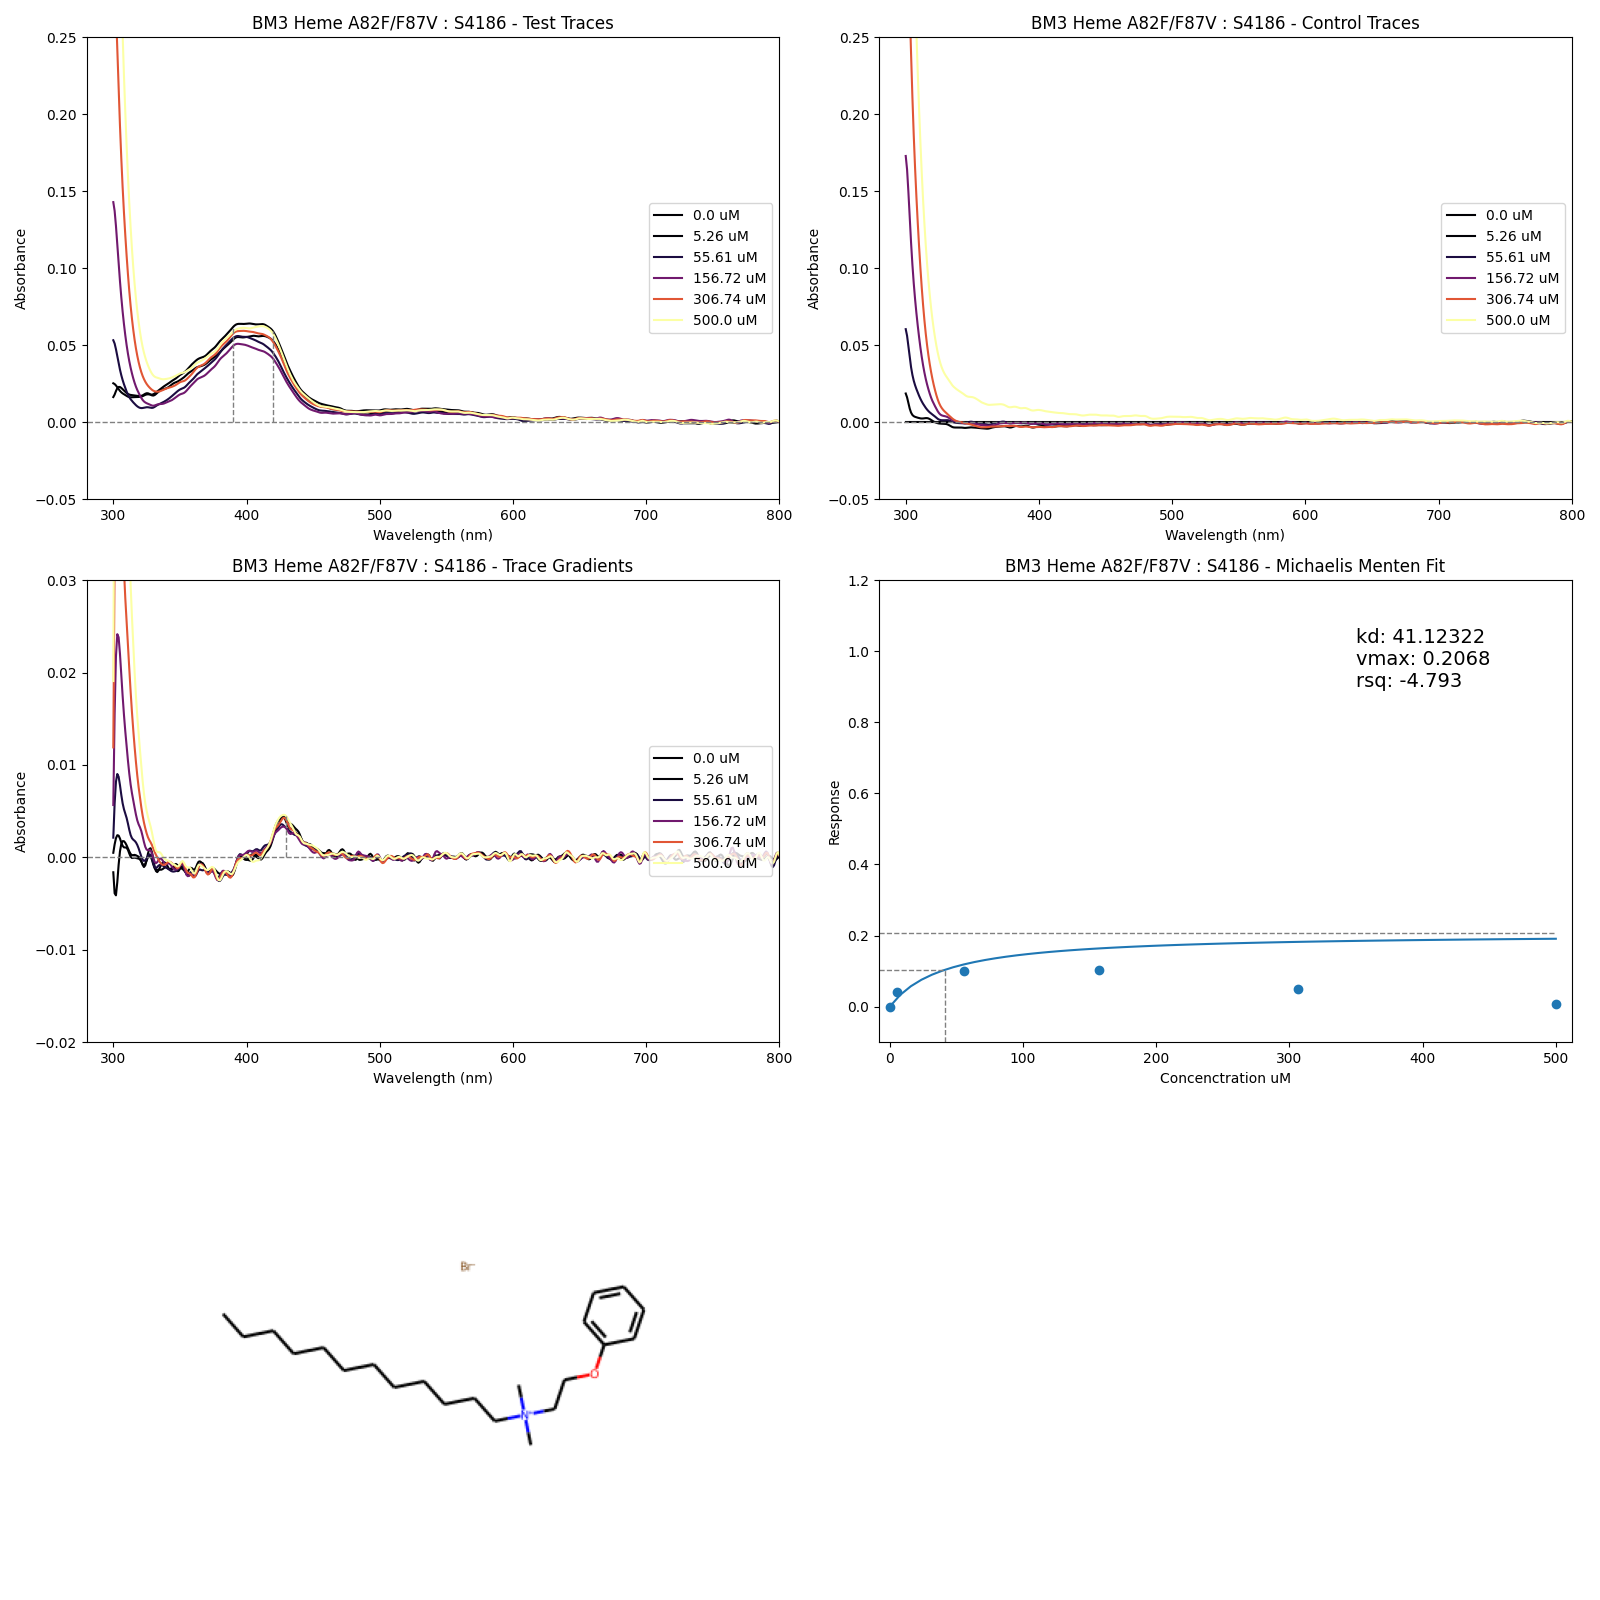 BM3 Heme A82F/F87V : S4186 - Test Traces
0.25
0.20
0.15
0.10
0.05
0.00
−0.05
Absorbance
300 400 500 600 700 800
Wavelength (nm)
0.0 uM
5.26 uM
55.61 uM
156.72 uM
306.74 uM
500.0 uM
BM3 Heme A82F/F87V : S4186 - Control Traces
0.25
0.20
0.15
0.10
0.05
0.00
−0.05
Absorbance
300 400 500 600 700 800
Wavelength (nm)
0.0 uM
5.26 uM
55.61 uM
156.72 uM
306.74 uM
500.0 uM
BM3 Heme A82F/F87V : S4186 - Trace Gradients
0.03
0.02
0.01
0.00
−0.01
−0.02
Absorbance
300 400 500 600 700 800
Wavelength (nm)
0.0 uM
5.26 uM
55.61 uM
156.72 uM
306.74 uM
500.0 uM
BM3 Heme A82F/F87V : S4186 - Michaelis Menten Fit
1.2
1.0
0.8
0.6
0.4
0.2
0.0
Response
0 100 200 300 400 500
Concenctration uM
kd: 41.12322
vmax: 0.2068
rsq: -4.793
Br⁻
O
N⁺